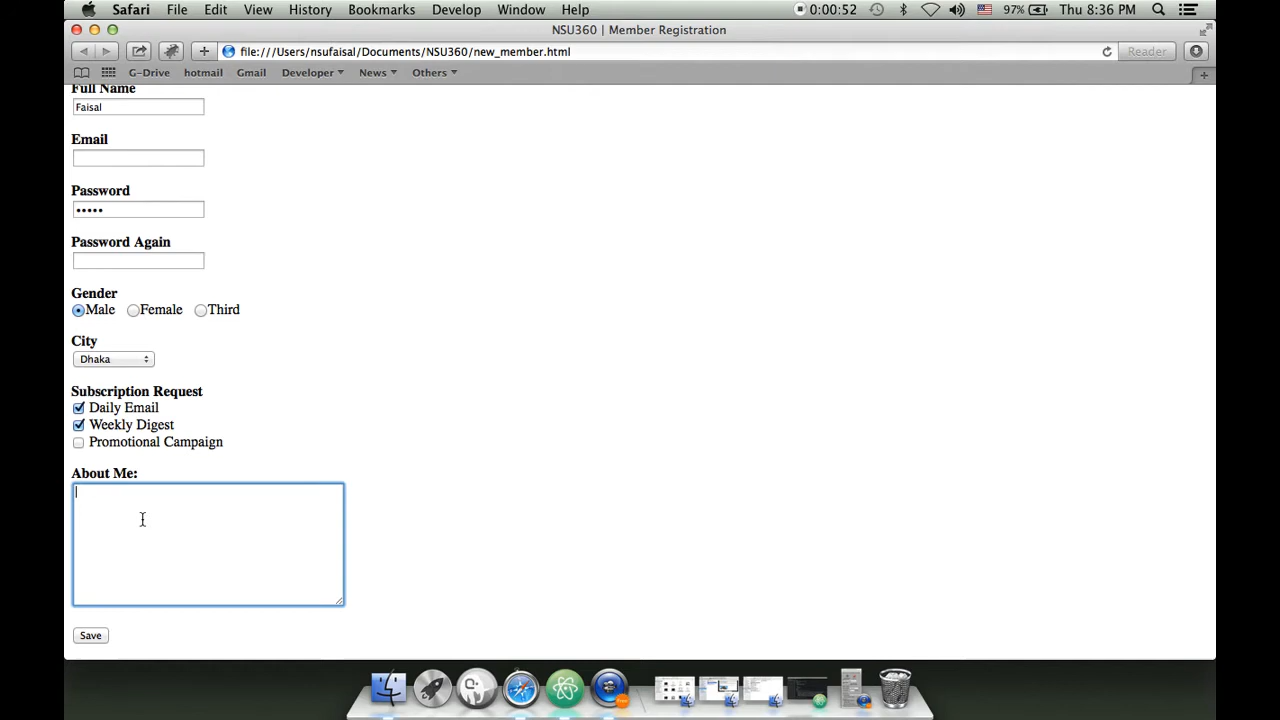 Safari File Edit View History Bookmarks Develop Window Help 0:00:52 97% Thu 8:36 PM
NSU360 | Member Registration
file:///Users/nsufaisal/Documents/NSU360/new_member.html Reader
G-Drive hotmail Gmail Developer News Others
Full Name
Faisal
Email
Password
•••••
Password Again
Gender
Male Female Third
City
Dhaka
Subscription Request
Daily Email
Weekly Digest
Promotional Campaign
About Me:
Save